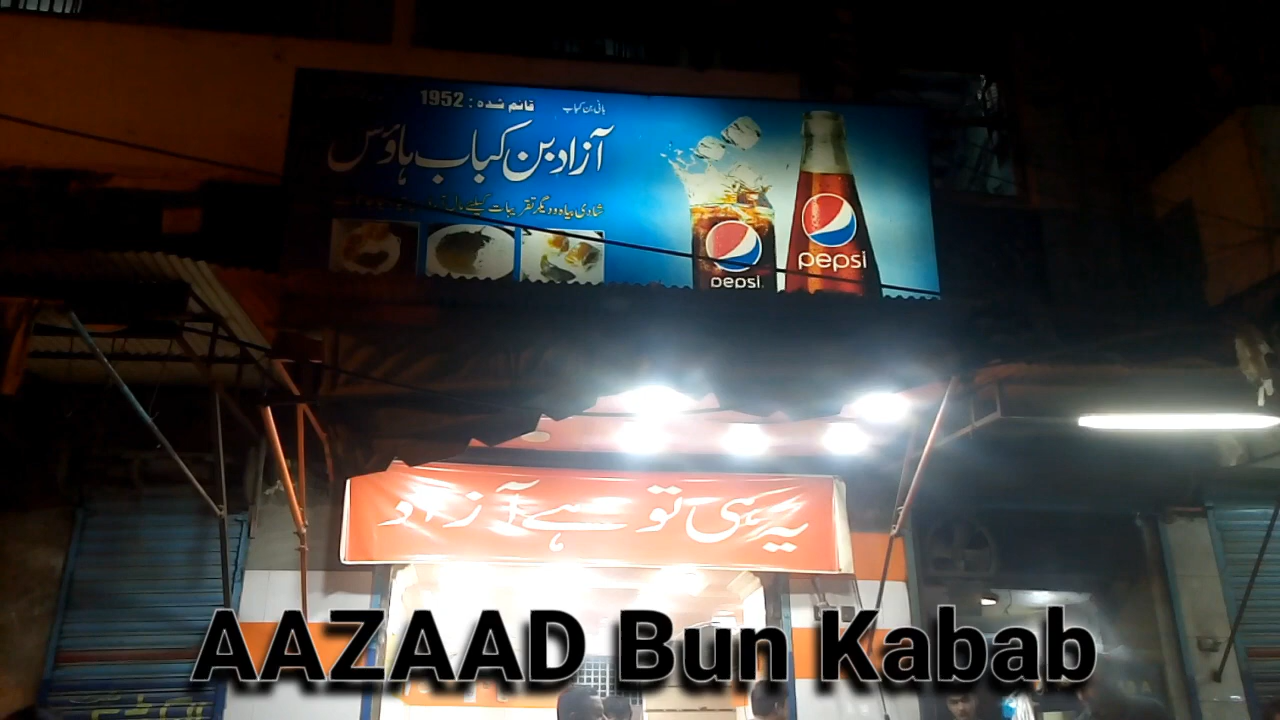 بانی بن کباب
قائم شدہ : 1952
آزاد بن کباب ہاؤس
شادی بیاہ و دیگر تقریبات کیلئے مال
pepsi
pepsi
یہ ہی تو ہے آزاد
AAZAAD Bun Kabab